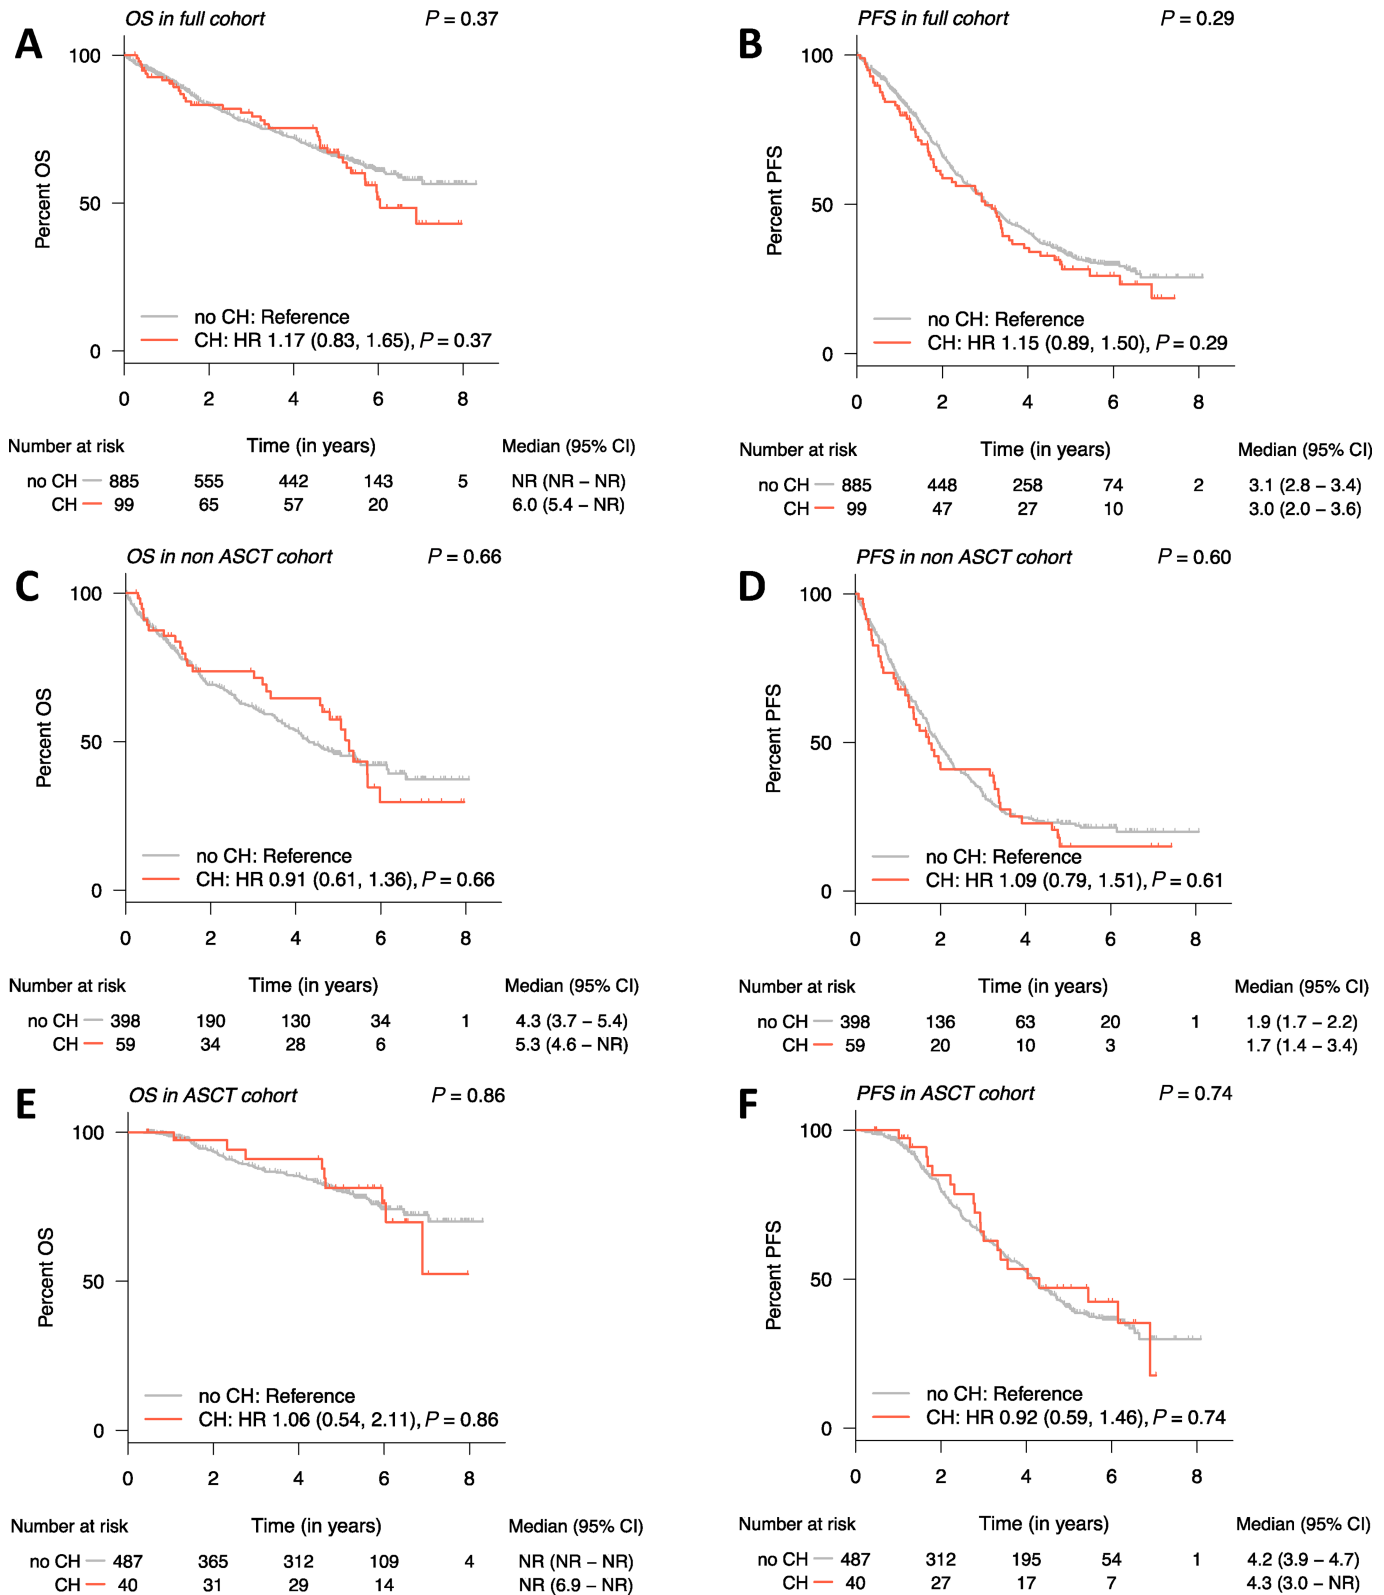 A
OS in full cohort P = 0.37
100
50
0
Percent OS
no CH: Reference
CH: HR 1.17 (0.83, 1.65), P = 0.37
0 2 4 6 8
Number at risk Time (in years) Median (95% CI)
no CH 885 555 442 143 5 NR (NR – NR)
CH 99 65 57 20 6.0 (5.4 – NR)
B
PFS in full cohort P = 0.29
100
50
0
Percent PFS
no CH: Reference
CH: HR 1.15 (0.89, 1.50), P = 0.29
0 2 4 6 8
Number at risk Time (in years) Median (95% CI)
no CH 885 448 258 74 2 3.1 (2.8 – 3.4)
CH 99 47 27 10 3.0 (2.0 – 3.6)
C
OS in non ASCT cohort P = 0.66
100
50
0
Percent OS
no CH: Reference
CH: HR 0.91 (0.61, 1.36), P = 0.66
0 2 4 6 8
Number at risk Time (in years) Median (95% CI)
no CH 398 190 130 34 1 4.3 (3.7 – 5.4)
CH 59 34 28 6 5.3 (4.6 – NR)
D
PFS in non ASCT cohort P = 0.60
100
50
0
Percent PFS
no CH: Reference
CH: HR 1.09 (0.79, 1.51), P = 0.61
0 2 4 6 8
Number at risk Time (in years) Median (95% CI)
no CH 398 136 63 20 1 1.9 (1.7 – 2.2)
CH 59 20 10 3 1.7 (1.4 – 3.4)
E
OS in ASCT cohort P = 0.86
100
50
0
Percent OS
no CH: Reference
CH: HR 1.06 (0.54, 2.11), P = 0.86
0 2 4 6 8
Number at risk Time (in years) Median (95% CI)
no CH 487 365 312 109 4 NR (NR – NR)
CH 40 31 29 14 NR (6.9 – NR)
F
PFS in ASCT cohort P = 0.74
100
50
0
Percent PFS
no CH: Reference
CH: HR 0.92 (0.59, 1.46), P = 0.74
0 2 4 6 8
Number at risk Time (in years) Median (95% CI)
no CH 487 312 195 54 1 4.2 (3.9 – 4.7)
CH 40 27 17 7 4.3 (3.0 – NR)